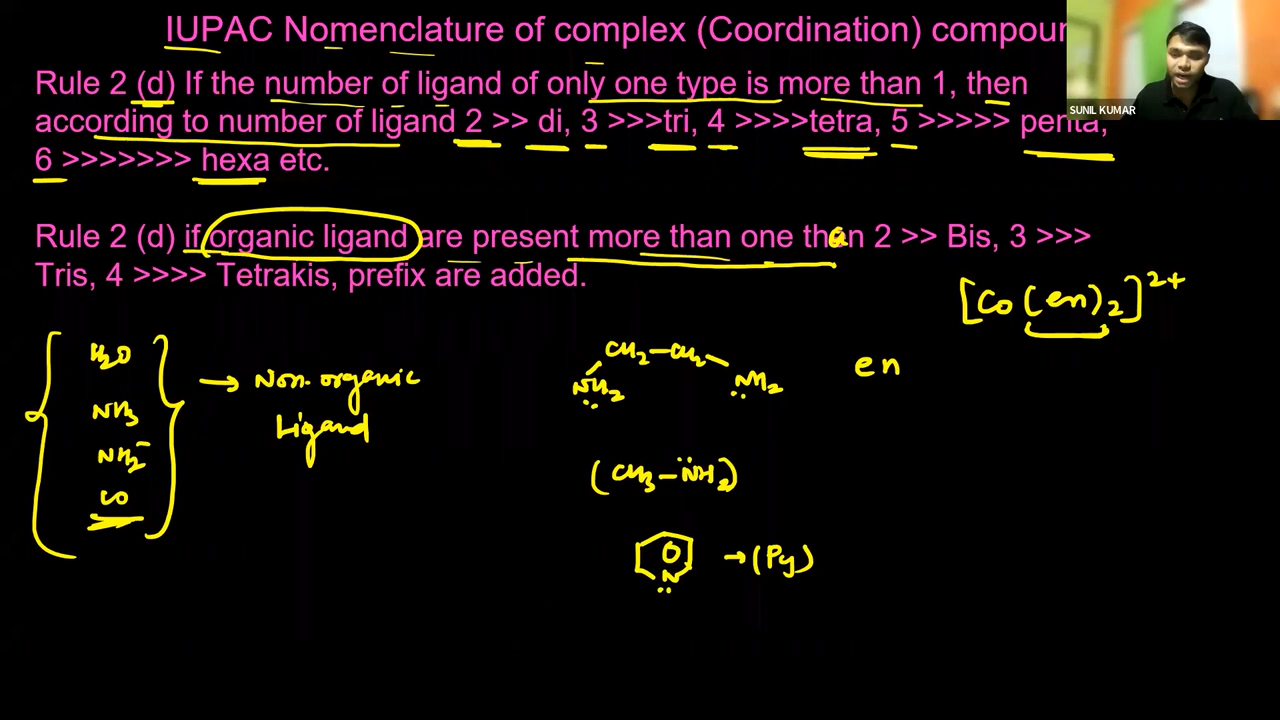 IUPAC Nomenclature of complex (Coordination) compoun
SUNIL KUMAR
Rule 2 (d) If the number of ligand of only one type is more than 1, then
according to number of ligand 2 >> di, 3 >>>tri, 4 >>>>tetra, 5 >>>>> penta,
6 >>>>>>> hexa etc.
Rule 2 (d) if organic ligand are present more than one than 2 >> Bis, 3 >>>
Tris, 4 >>>> Tetrakis, prefix are added.
[Co(en)2]2+
H2O
NH3
NH2-
CO
→ Non-organic
Ligand
CH2-CH2
NH2 NH2
en
(CH3-NH2)
N
→(Py)